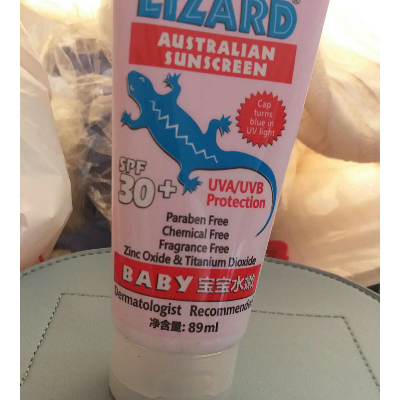 LIZARD®
AUSTRALIAN
SUNSCREEN
Cap
turns
blue in
UV light
SPF
30+
UVA/UVB
Protection
Paraben Free
Chemical Free
Fragrance Free
Zinc Oxide & Titanium Dioxide
BABY 宝宝水嫩
Dermatologist Recommended
净含量: 89ml